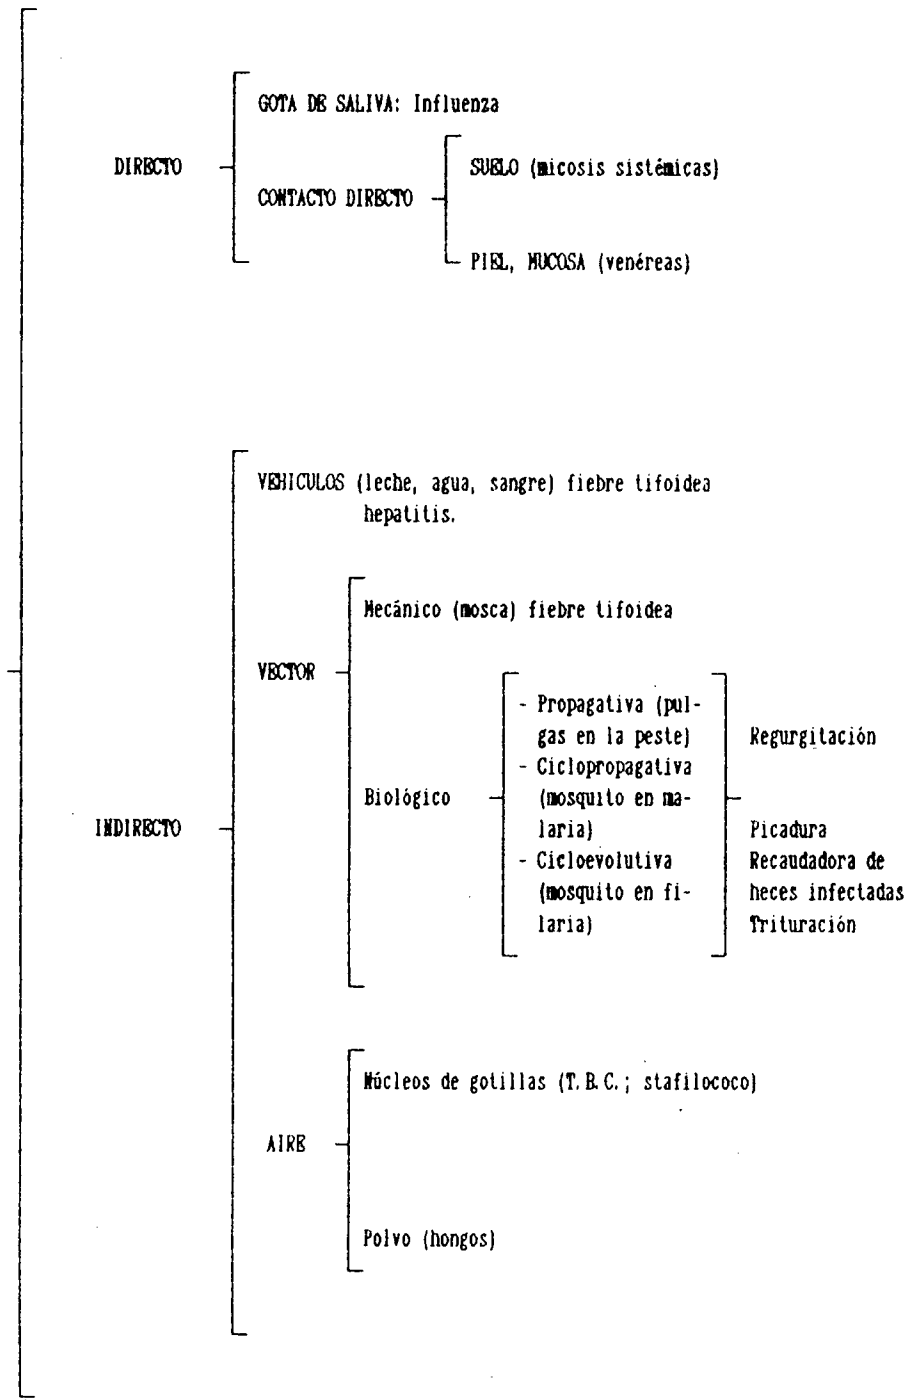 GOTA DE SALIVA: Influenza
DIRECTO
SUELO (micosis sistémicas)
CONTACTO DIRECTO
PIEL, MUCOSA (venéreas)
VEHICULOS (leche, agua, sangre) fiebre tifoidea
hepatitis.
Mecánico (mosca) fiebre tifoidea
VECTOR
- Propagativa (pul-
gas en la peste)
Regurgitación
- Ciclopropagativa
Biológico
(mosquito en ma-
laria)
Picadura
INDIRECTO
- Cicloevolutiva
Recaudadora de
(mosquito en fi-
heces infectadas
laria)
Trituración
Núcleos de gotillas (T.B.C.; stafilococo)
AIRE
Polvo (hongos)